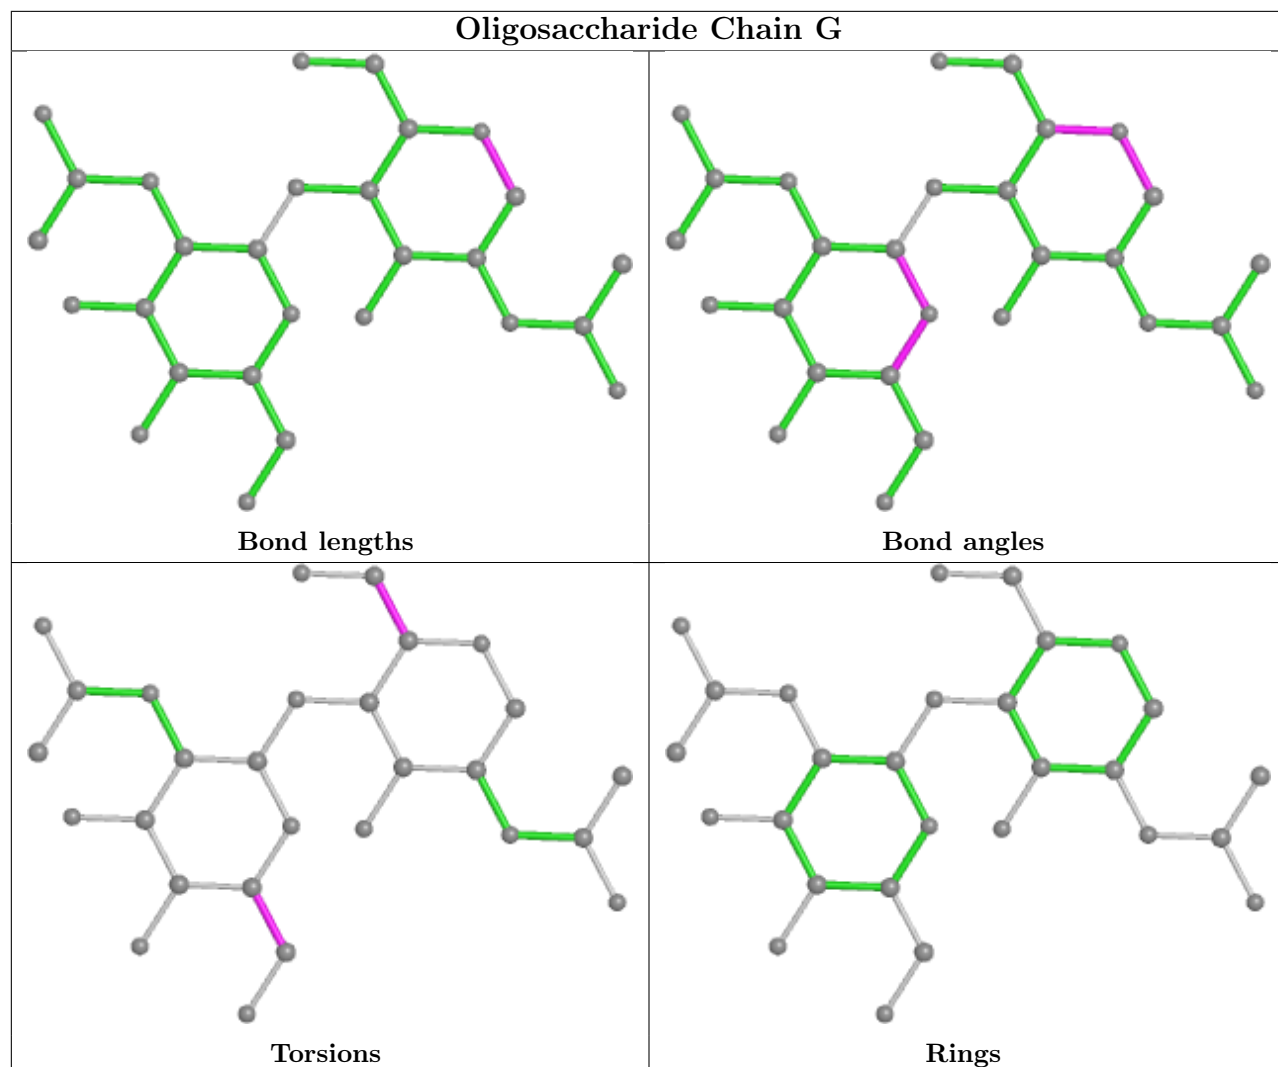 Oligosaccharide Chain G
Bond lengths
Bond angles
Torsions
Rings